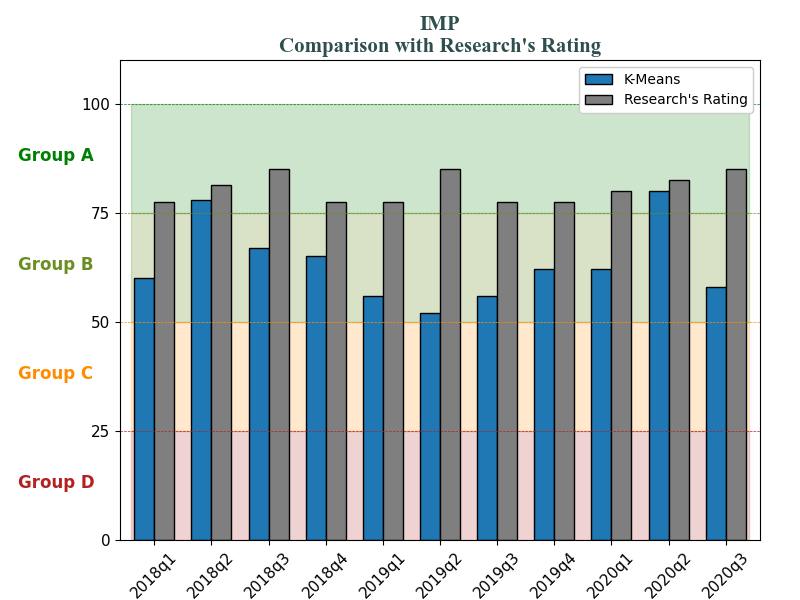 IMP
Comparison with Research's Rating
K-Means
Research's Rating
100
Group A
75
Group B
50
Group C
25
Group D
0
2018q1
2018q2
2018q3
2018q4
2019q1
2019q2
2019q3
2019q4
2020q1
2020q2
2020q3